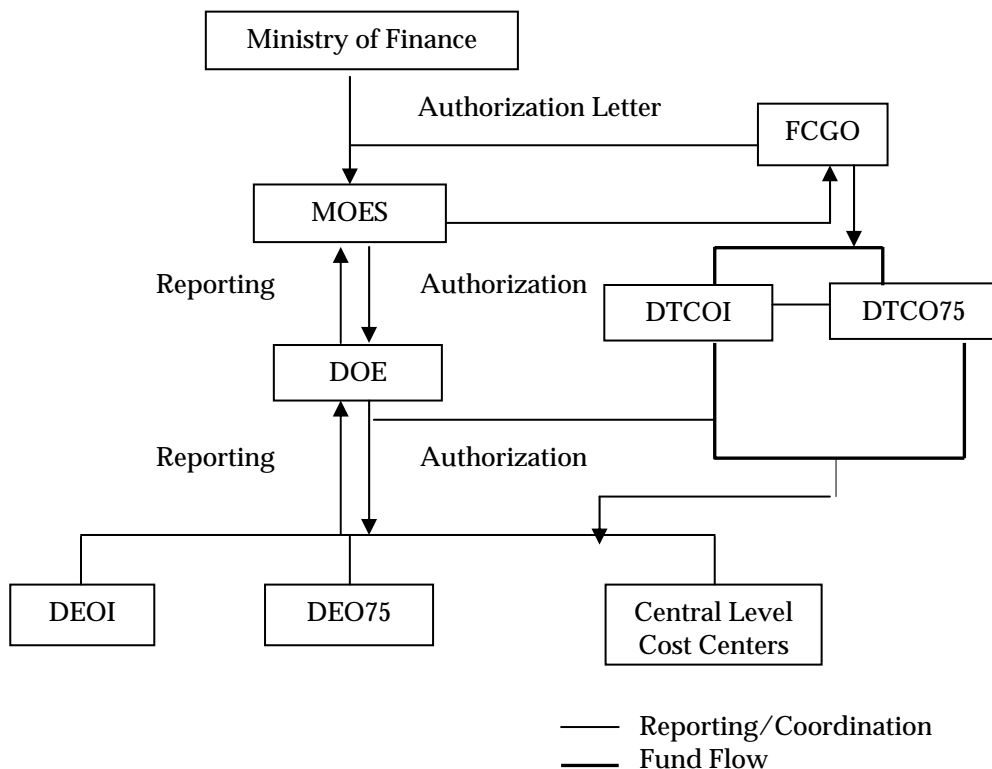 Ministry of Finance
Authorization Letter
FCGO
MOES
Reporting
Authorization
DTCOI
DTCO75
DOE
Reporting
Authorization
DEOI
DEO75
Central Level
Cost Centers
Reporting/Coordination
Fund Flow